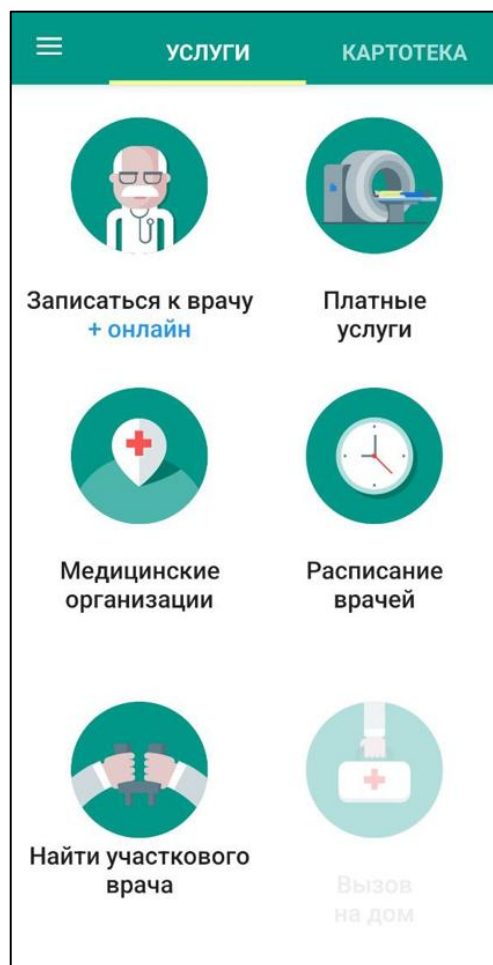 УСЛУГИ
КАРТОТЕКА
Записаться к врачу
+ онлайн
Платные
услуги
Медицинские
организации
Расписание
врачей
Найти участкового
врача
Вызов
на дом